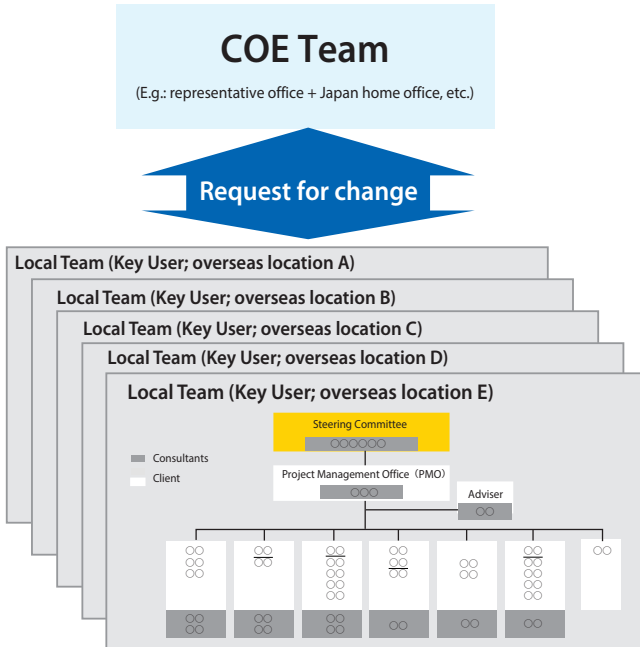 COE Team
(E.g.: representative office + Japan home office, etc.)
Request for change
Local Team (Key User; overseas location A)
Local Team (Key User; overseas location B)
Local Team (Key User; overseas location C)
Local Team (Key User; overseas location D)
Local Team (Key User; overseas location E)
Steering Committee
○○○○○○
Consultants
Client
Project Management Office（PMO）
○○○
Adviser
○○
○○ ○○ ○○ ○○ ○○ ○○ ○○
○○ ○○ ○○ ○○ ○○ ○○
○○ ○○ ○○ ○○ ○○
○○ ○○
○○ ○○
○○ ○○ ○○ ○○ ○○ ○○
○○ ○○ ○○